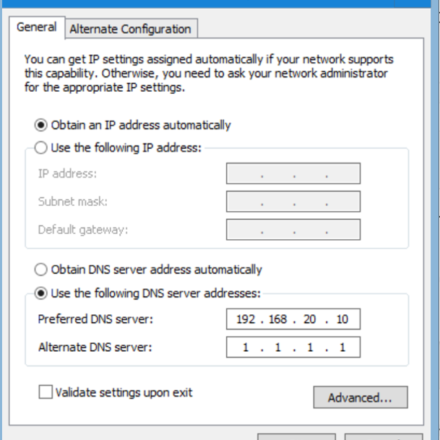 General
Alternate Configuration
You can get IP settings assigned automatically if your network supports
this capability. Otherwise, you need to ask your network administrator
for the appropriate IP settings.
Obtain an IP address automatically
Use the following IP address:
IP address:
. . .
Subnet mask:
. . .
Default gateway:
. . .
Obtain DNS server address automatically
Use the following DNS server addresses:
Preferred DNS server:
192 . 168 . 20 . 10
Alternate DNS server:
1 . 1 . 1 . 1
Validate settings upon exit
Advanced...